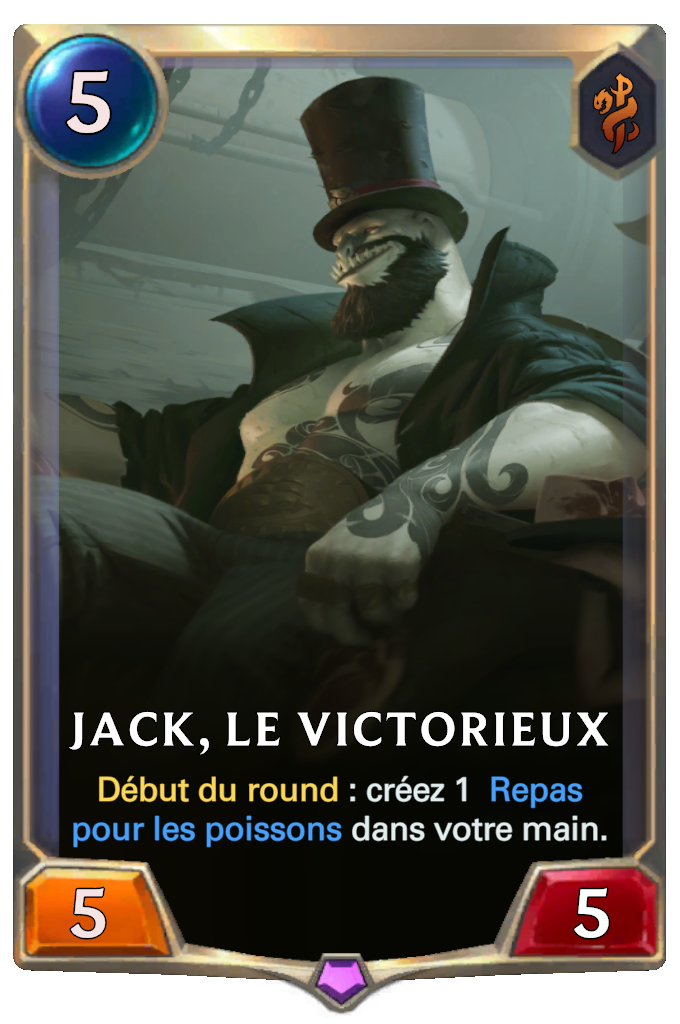 5
JACK, LE VICTORIEUX
Début du round : créez 1 Repas
pour les poissons dans votre main.
5
5